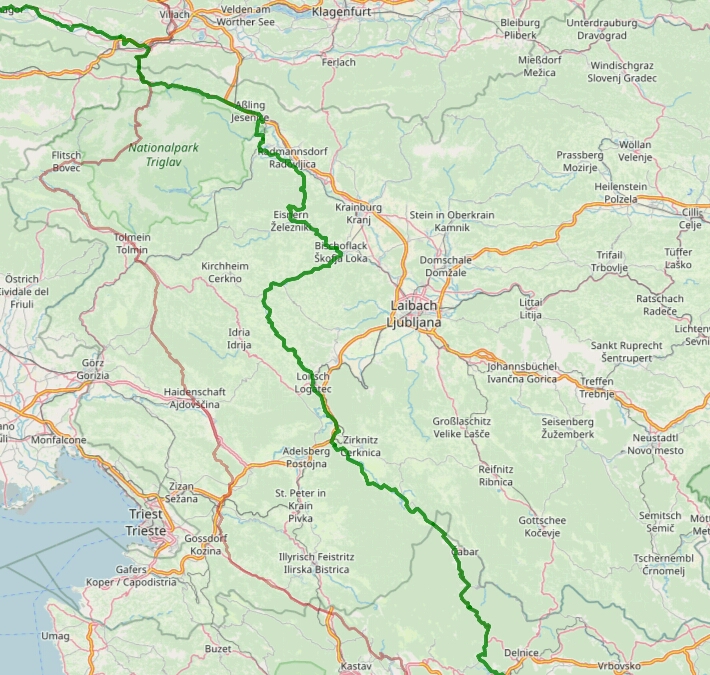 Villach
Velden am
Wörther See
Klagenfurt
Bleiburg
Pliberk
Unterdrauburg
Dravograd
Ferlach
Mießdorf
Mežica
Windischgraz
Slovenj Gradec
Aßling
Jesenice
Nationalpark
Triglav
Radmannsdorf
Radovljica
Flitsch
Bovec
Wöllan
Velenje
Prassberg
Mozirje
Heilenstein
Polzela
Cilli
Celje
Krainburg
Kranj
Stein in Oberkrain
Kamnik
Eisnern
Železniki
Tolmein
Tolmin
Bischoflack
Škofja Loka
Kirchheim
Cerkno
Domschale
Domžale
Trifail
Trbovlje
Tüffer
Laško
Östrich
Cividale del
Friuli
Laibach
Ljubljana
Littai
Litija
Ratschach
Radeče
Idria
Idrija
Sankt Ruprecht
Šentrupert
Görz
Gorizia
Loitsch
Logatec
Johannsbüchel
Ivančna Gorica
Treffen
Trebnje
Haidenschaft
Ajdovščina
Großlaschitz
Velike Lašče
Seisenberg
Žužemberk
Monfalcone
Zirknitz
Cerknica
Neustadtl
Novo mesto
Adelsberg
Postojna
Reifnitz
Ribnica
Zizan
Sežana
St. Peter in
Krain
Pivka
Triest
Trieste
Gottschee
Kočevje
Semitsch
Semič
Gossdorf
Kozina
Čabar
Illyrisch Feistritz
Ilirska Bistrica
Tschernembl
Črnomelj
Gafers
Koper / Capodistria
Umag
Buzet
Delnice
Kastav
Vrbovsko